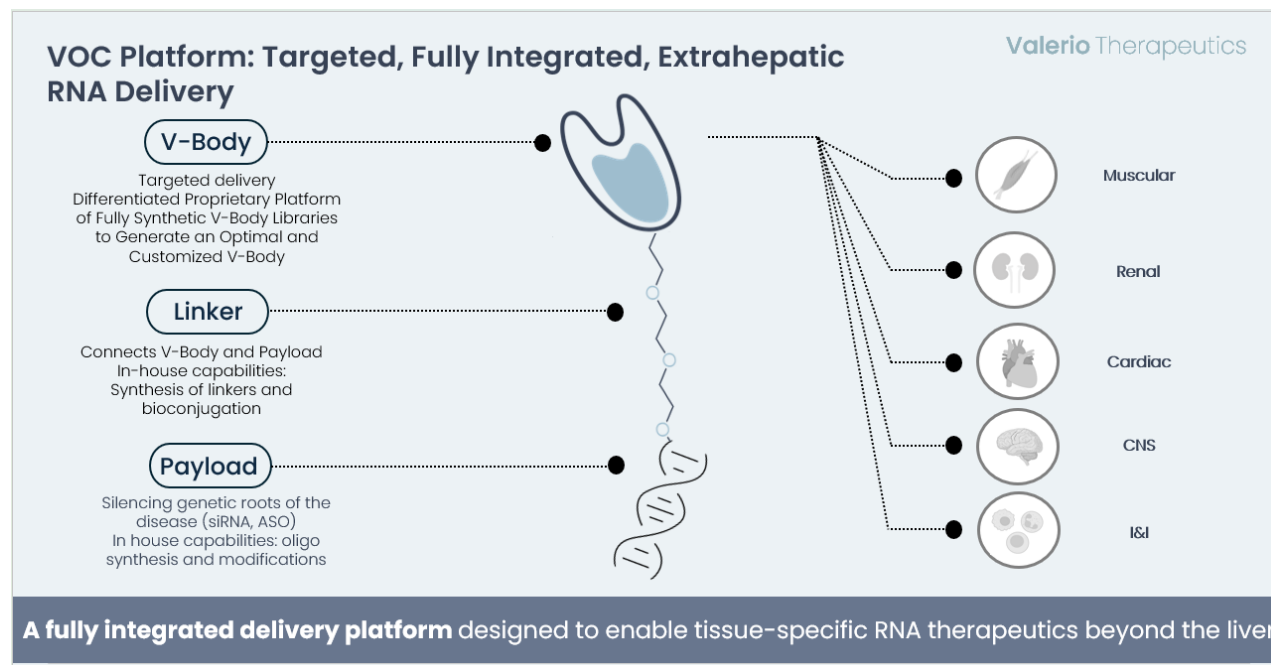 VOC Platform: Targeted, Fully Integrated, Extrahepatic
RNA Delivery
Valerio Therapeutics
V-Body
Targeted delivery
Differentiated Proprietary Platform
of Fully Synthetic V-Body Libraries
to Generate an Optimal and
Customized V-Body
Linker
Connects V-Body and Payload
In-house capabilities:
Synthesis of linkers and
bioconjugation
Payload
Silencing genetic roots of the
disease (siRNA, ASO)
In house capabilities: oligo
synthesis and modifications
Muscular
Renal
Cardiac
CNS
I&I
A fully integrated delivery platform designed to enable tissue-specific RNA therapeutics beyond the liver